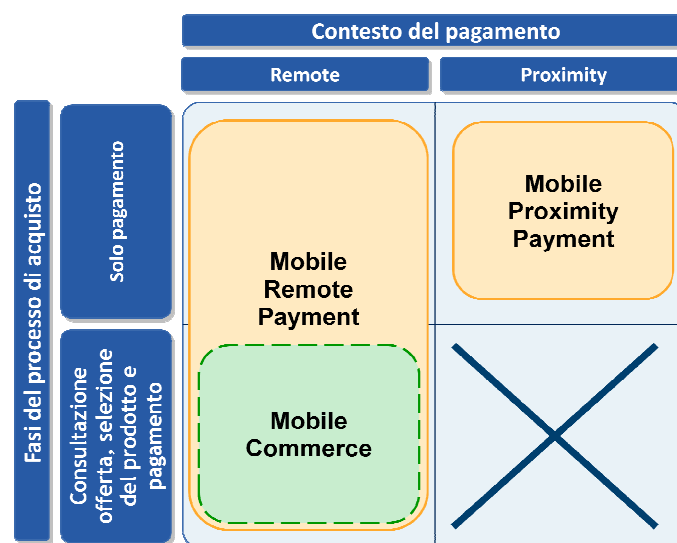 Contesto del pagamento
Remote
Proximity
Fasi del processo di acquisto
Solo pagamento
Mobile
Remote
Payment
Mobile
Proximity
Payment
Consultazione
offerta, selezione
del prodotto e
pagamento
Mobile
Commerce